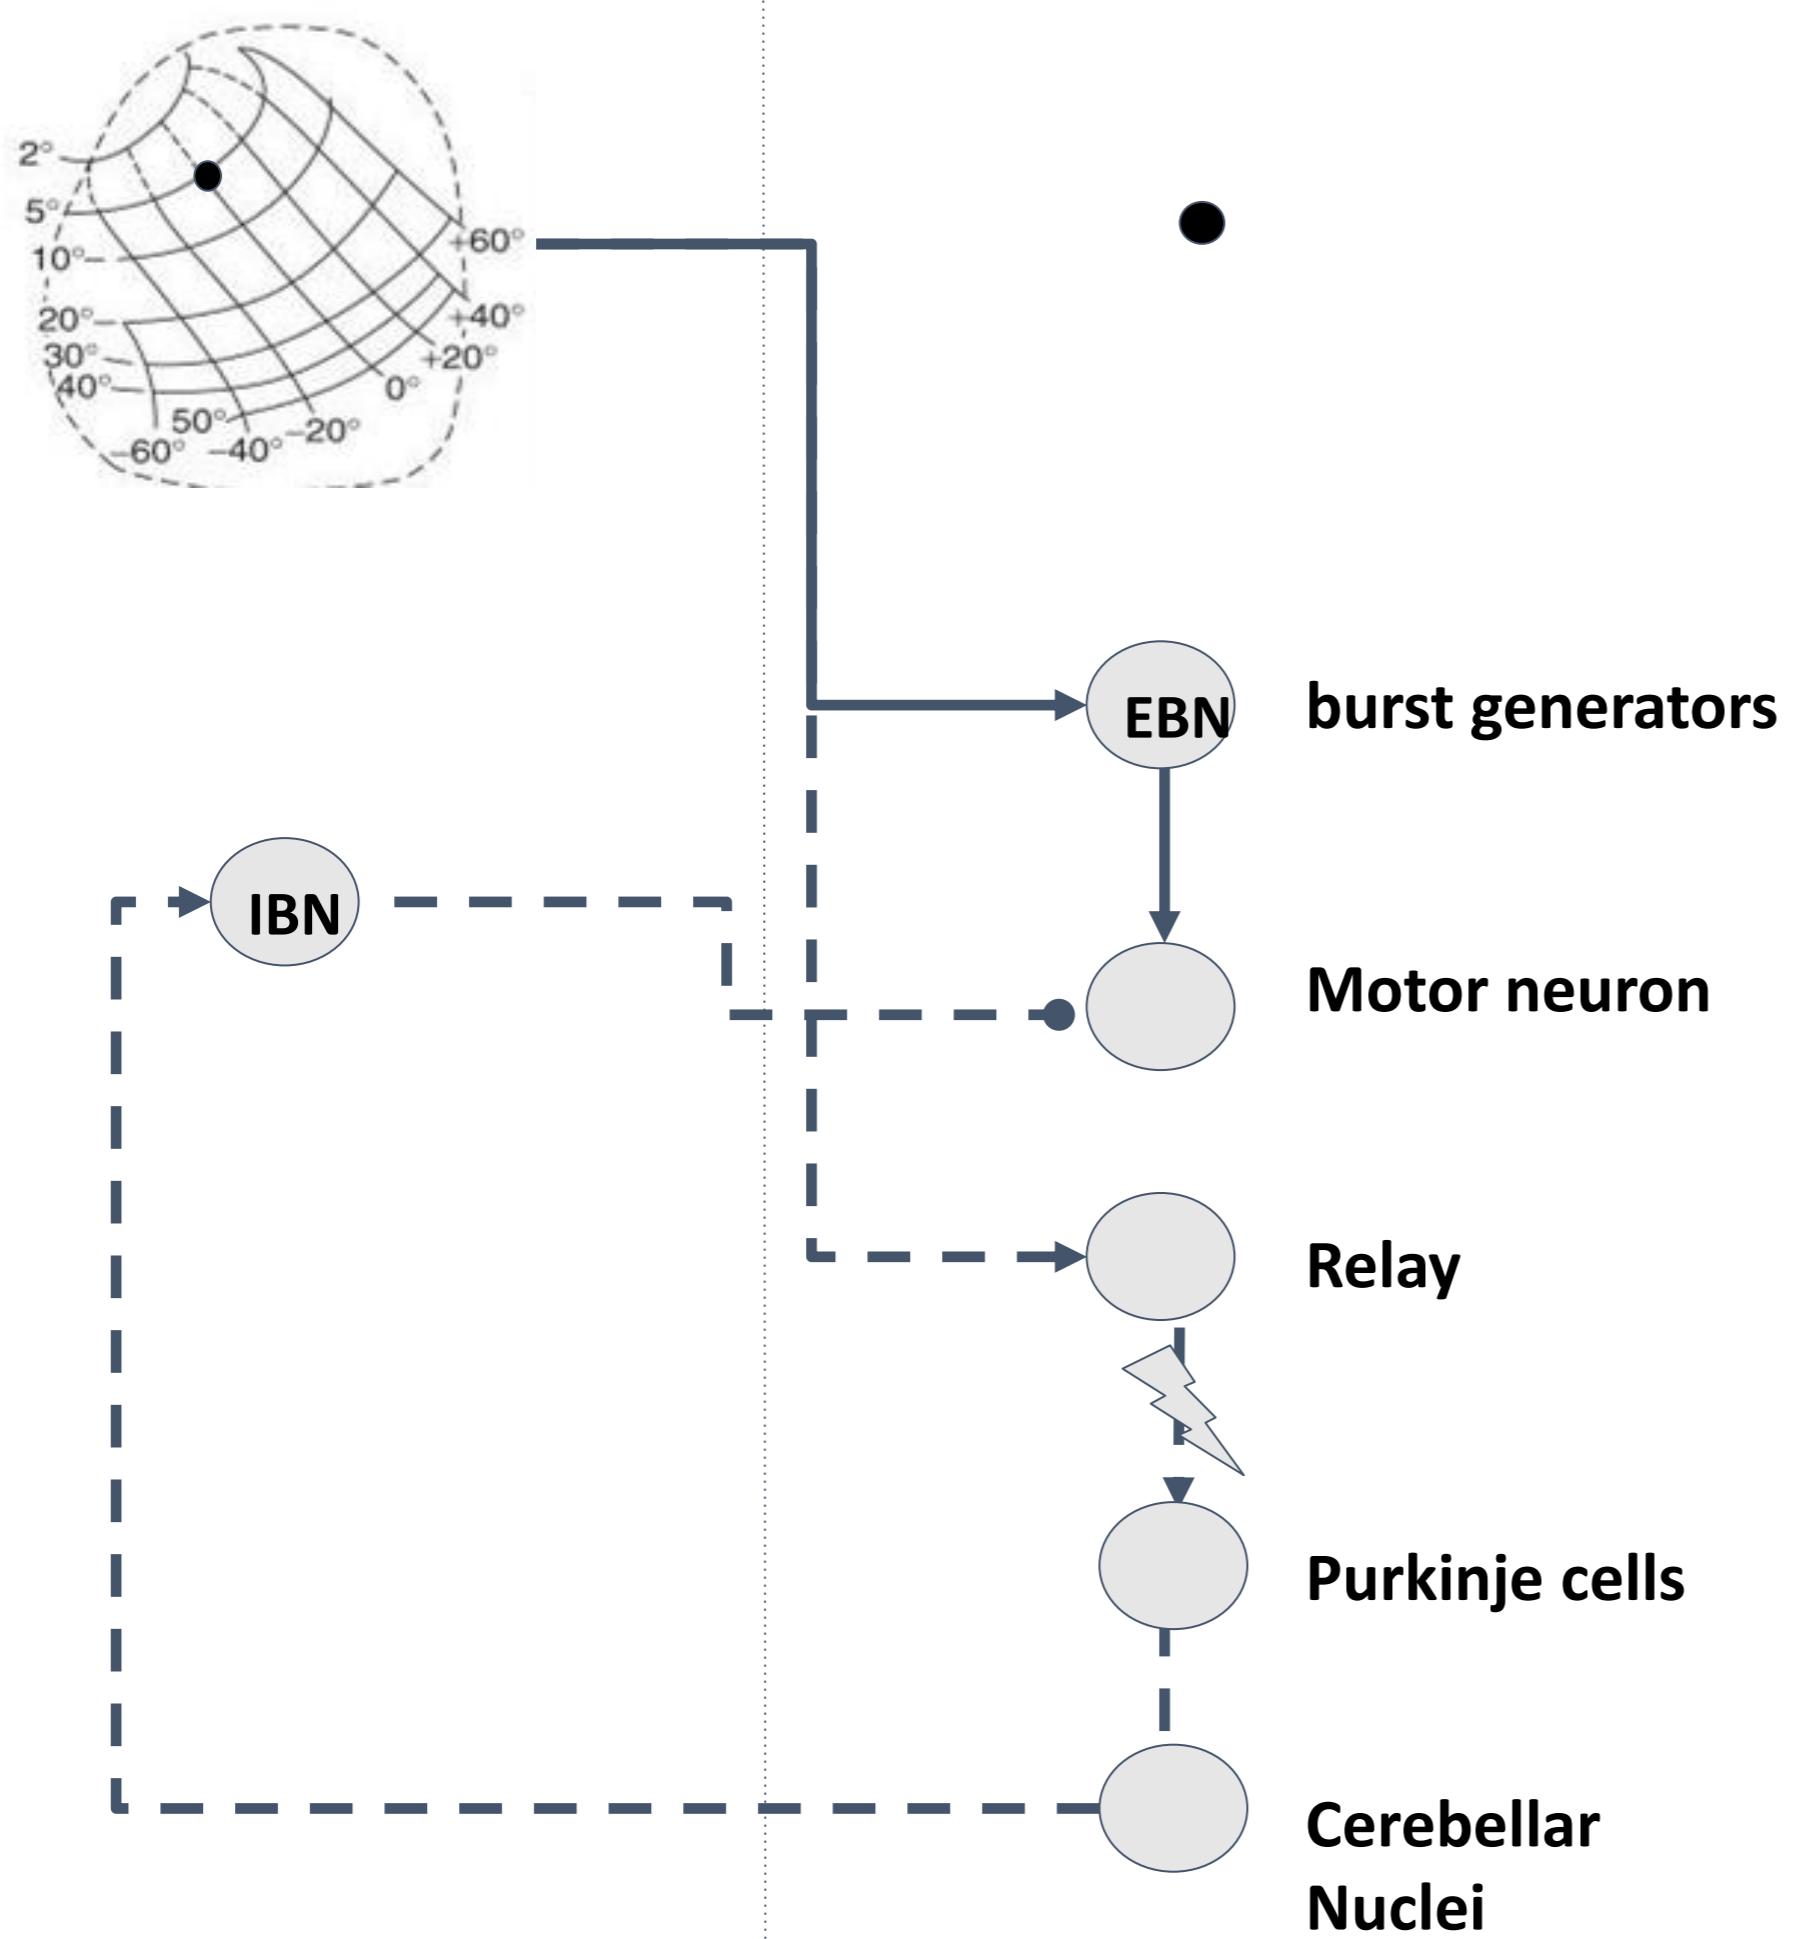 2°
5°
10°
20°
30°
40°
50°
-60°
-40°
-20°
0°
+20°
+40°
+60°
EBN
burst generators
IBN
Motor neuron
Relay
Purkinje cells
Cerebellar
Nuclei